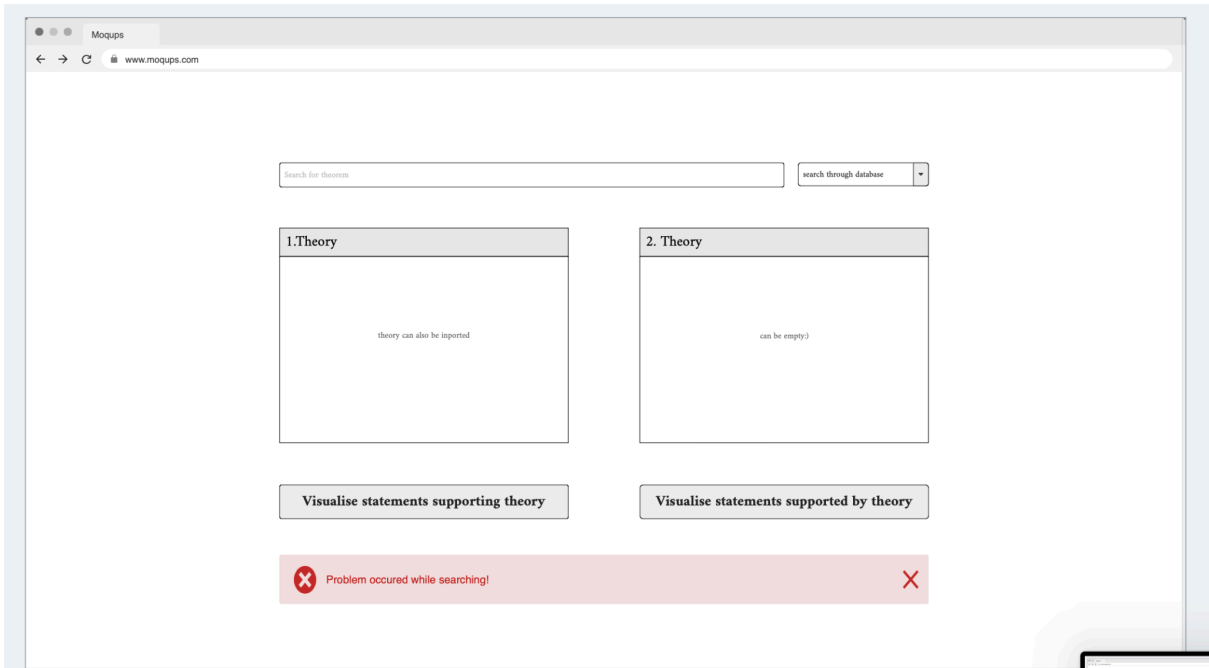 Moqups
www.moqups.com
Search for theorem
search through database
1.Theory
2. Theory
theory can also be inported
can be empty:)
Visualise statements supporting theory
Visualise statements supported by theory
Problem occured while searching!